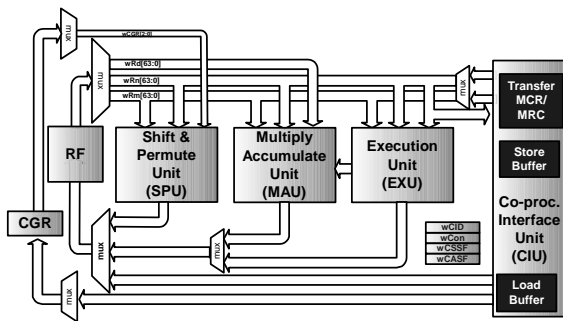 mux
wCGR[2:0]
mux
wRd[63:0]
wRn[63:0]
wRm[63:0]
mux
Transfer
MCR/
MRC
RF
Shift &
Permute
Unit
(SPU)
Multiply
Accumulate
Unit
(MAU)
Execution
Unit
(EXU)
Store
Buffer
Co-proc.
Interface
Unit
(CIU)
CGR
mux
mux
wCID
wCon
wCSSF
wCASF
mux
Load
Buffer